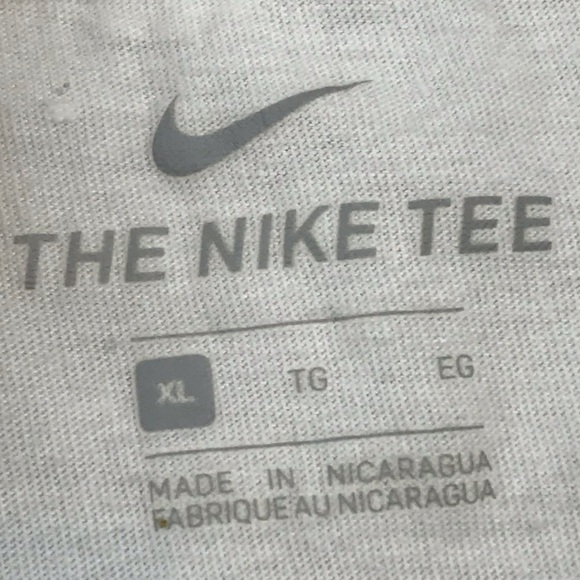 THE NIKE TEE
XL TG EG
MADE IN NICARAGUA
FABRIQUE AU NICARAGUA